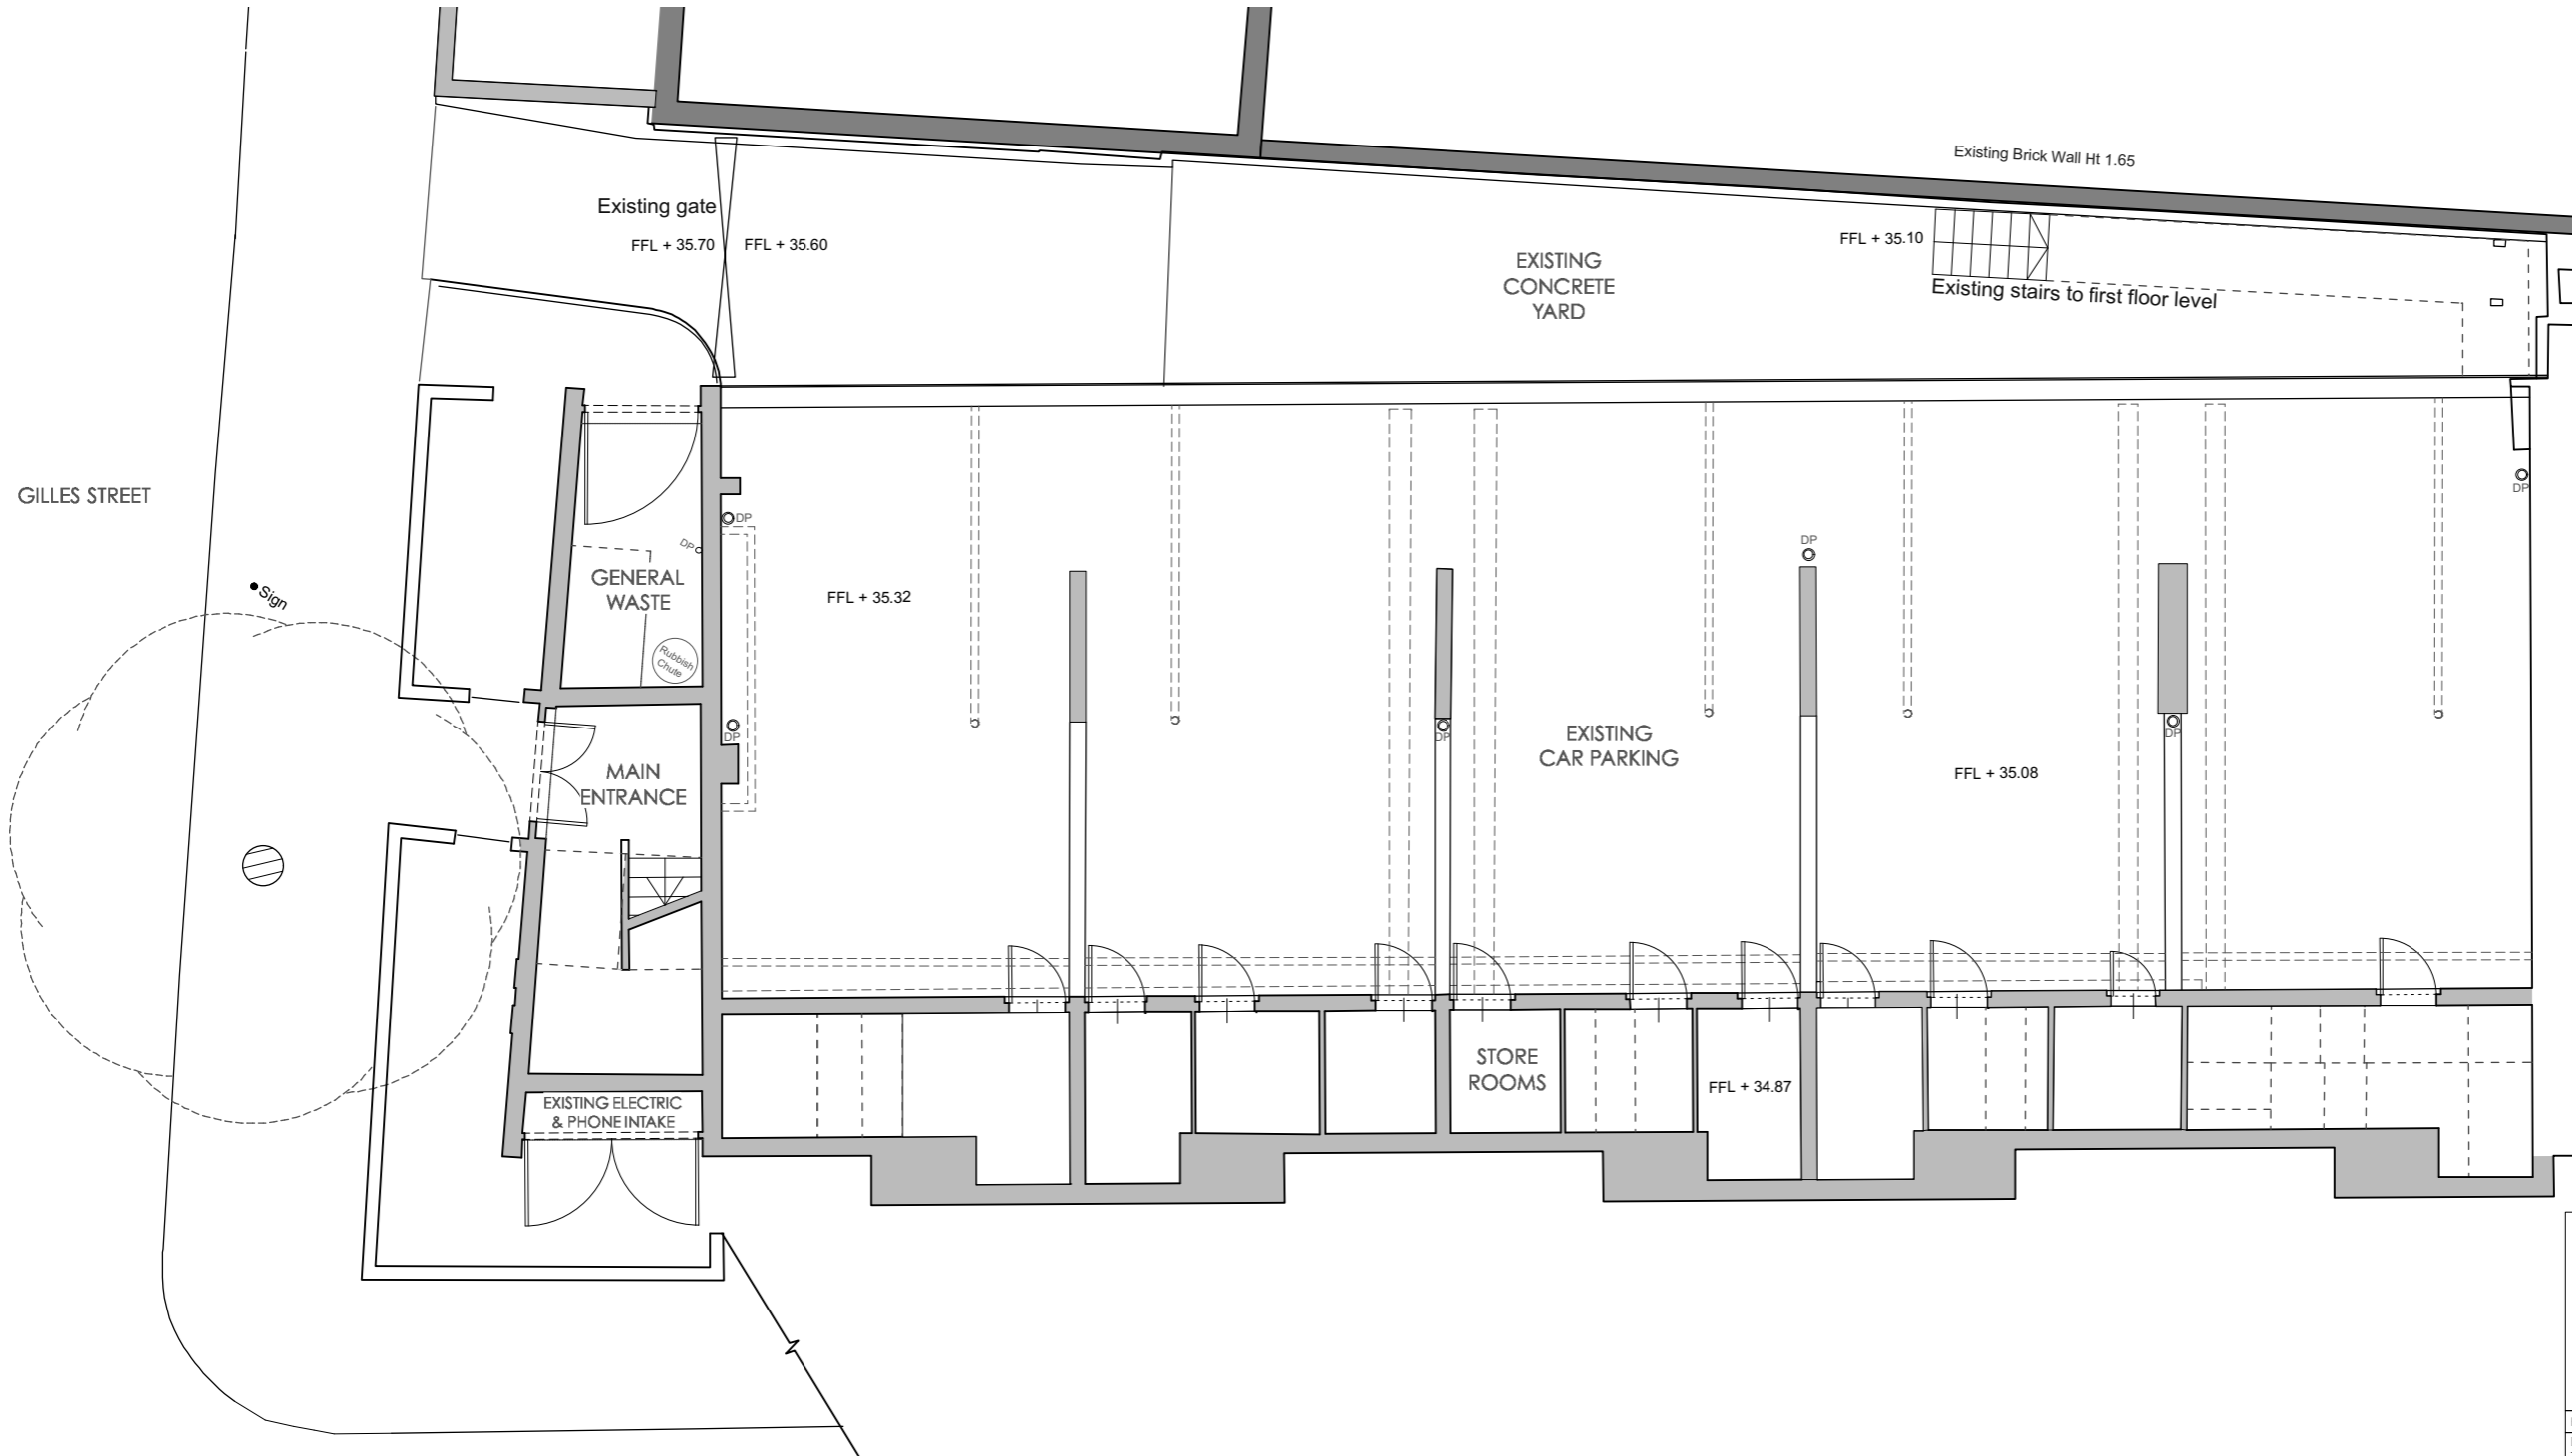 Existing Brick Wall Ht 1.65
Existing gate
FFL + 35.70
FFL + 35.60
FFL + 35.10
EXISTING
CONCRETE
YARD
Existing stairs to first floor level
GILLES STREET
DP
DP
DP
DP
Sign
GENERAL
WASTE
FFL + 35.32
Rubbish
Chute
DP
DP
DP
EXISTING
CAR PARKING
MAIN
ENTRANCE
FFL + 35.08
STORE
ROOMS
FFL + 34.87
EXISTING ELECTRIC
& PHONE INTAKE